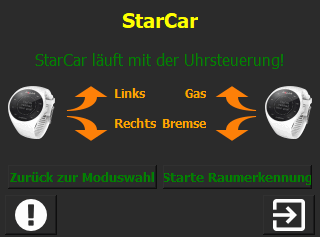 StarCar
StarCar läuft mit der Uhrsteuerung!
Links
Gas
Rechts
Bremse
Zurück zur Moduswahl
Starte Raumerkennung